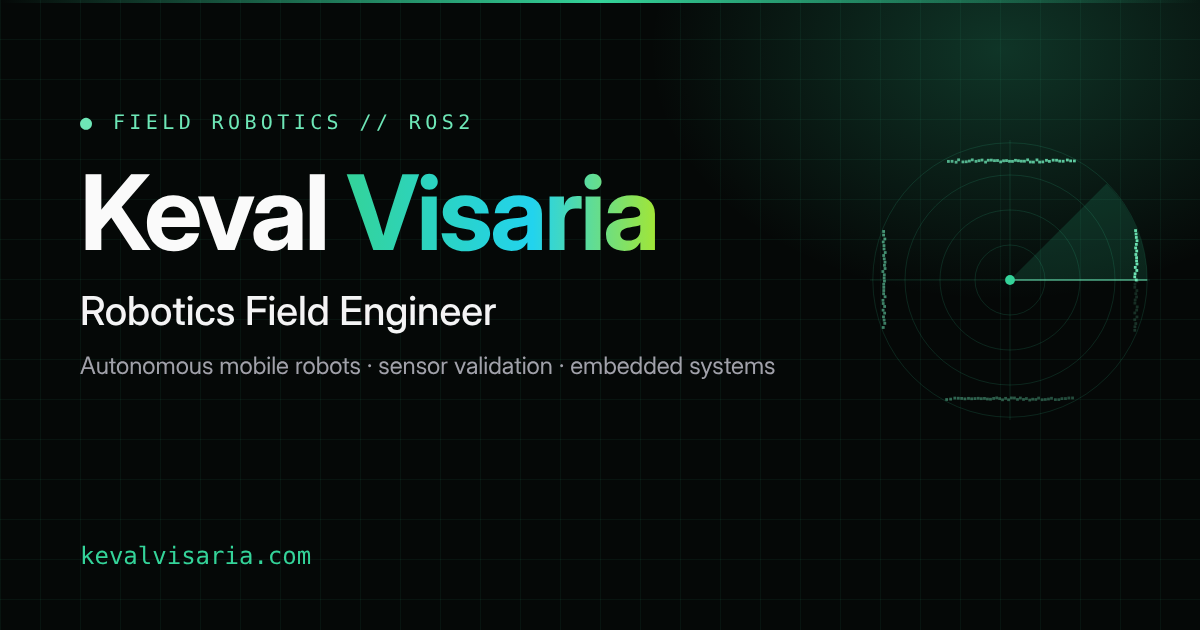 FIELD ROBOTICS // ROS2
Keval Visaria
Robotics Field Engineer
Autonomous mobile robots · sensor validation · embedded systems
kevalvisaria.com